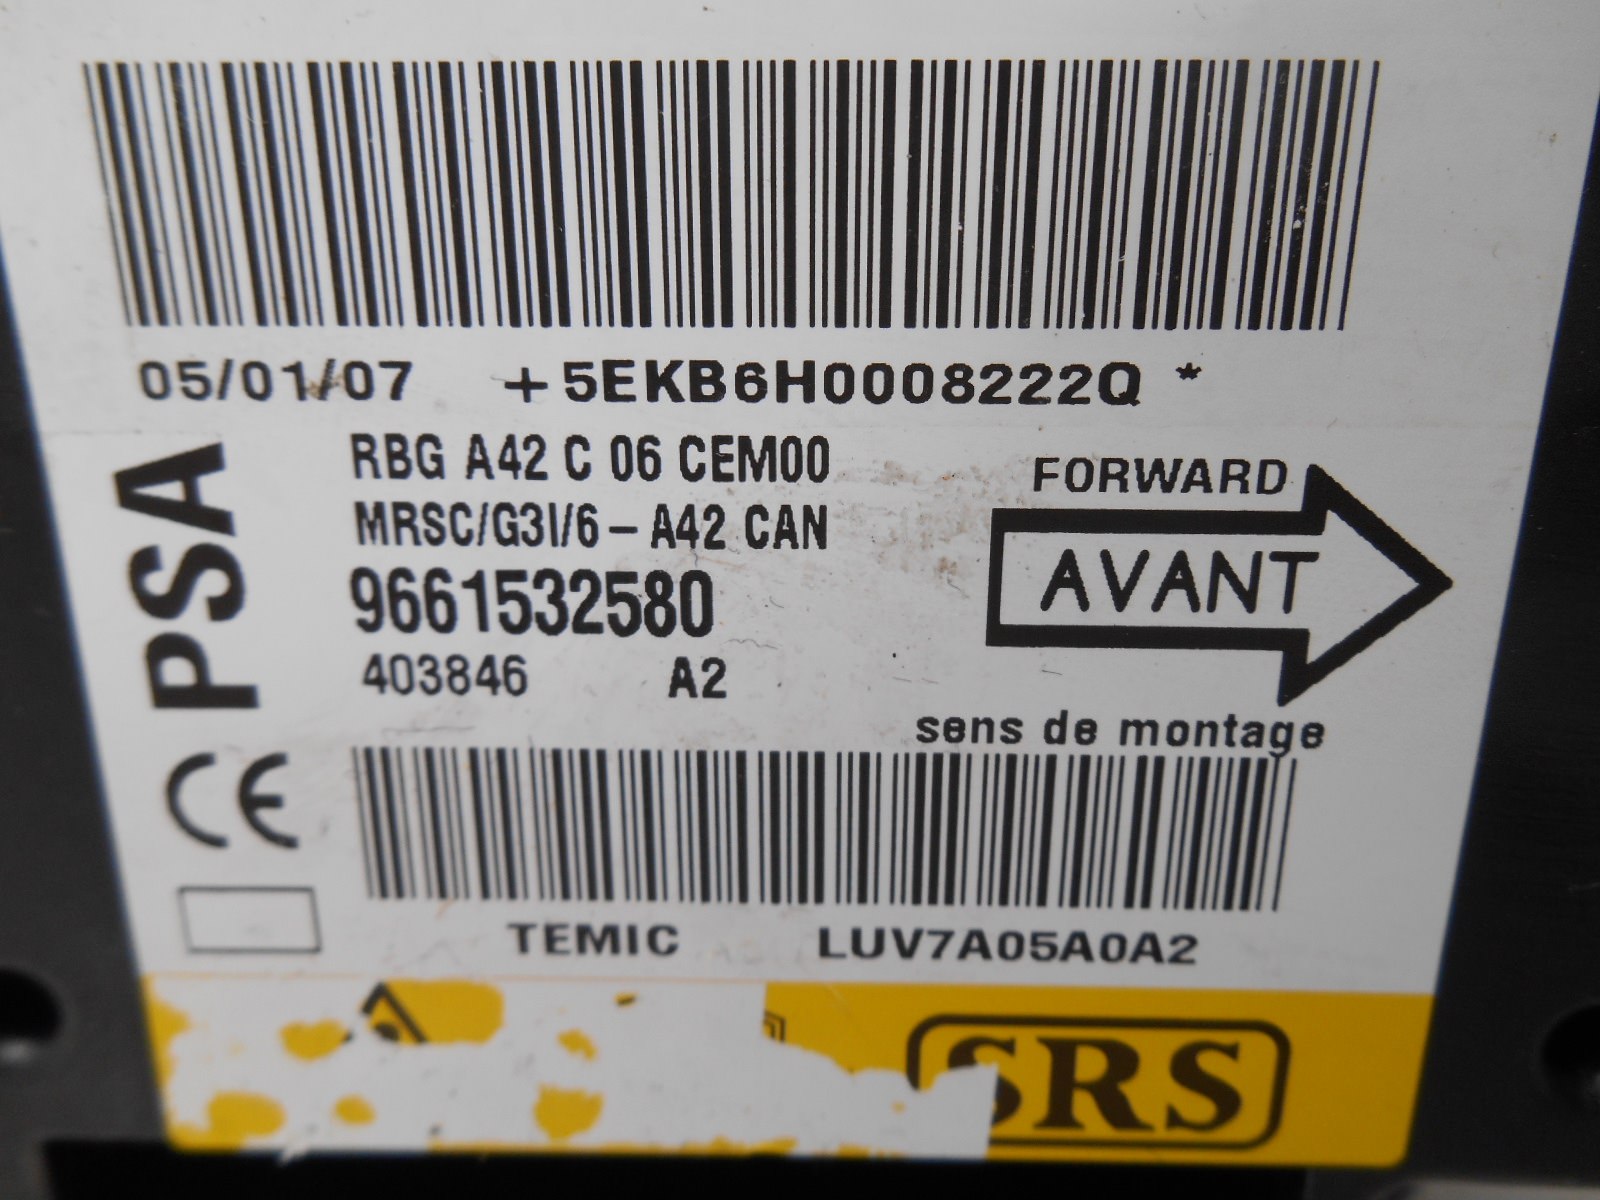 05/01/07 +5EKB6H0008222Q *
PSA
RBG A42 C 06 CEM00
MRSC/G3I/6 – A42 CAN
9661532580
403846 A2
FORWARD
AVANT
sens de montage
CE
TEMIC LUV7A05A0A2
SRS